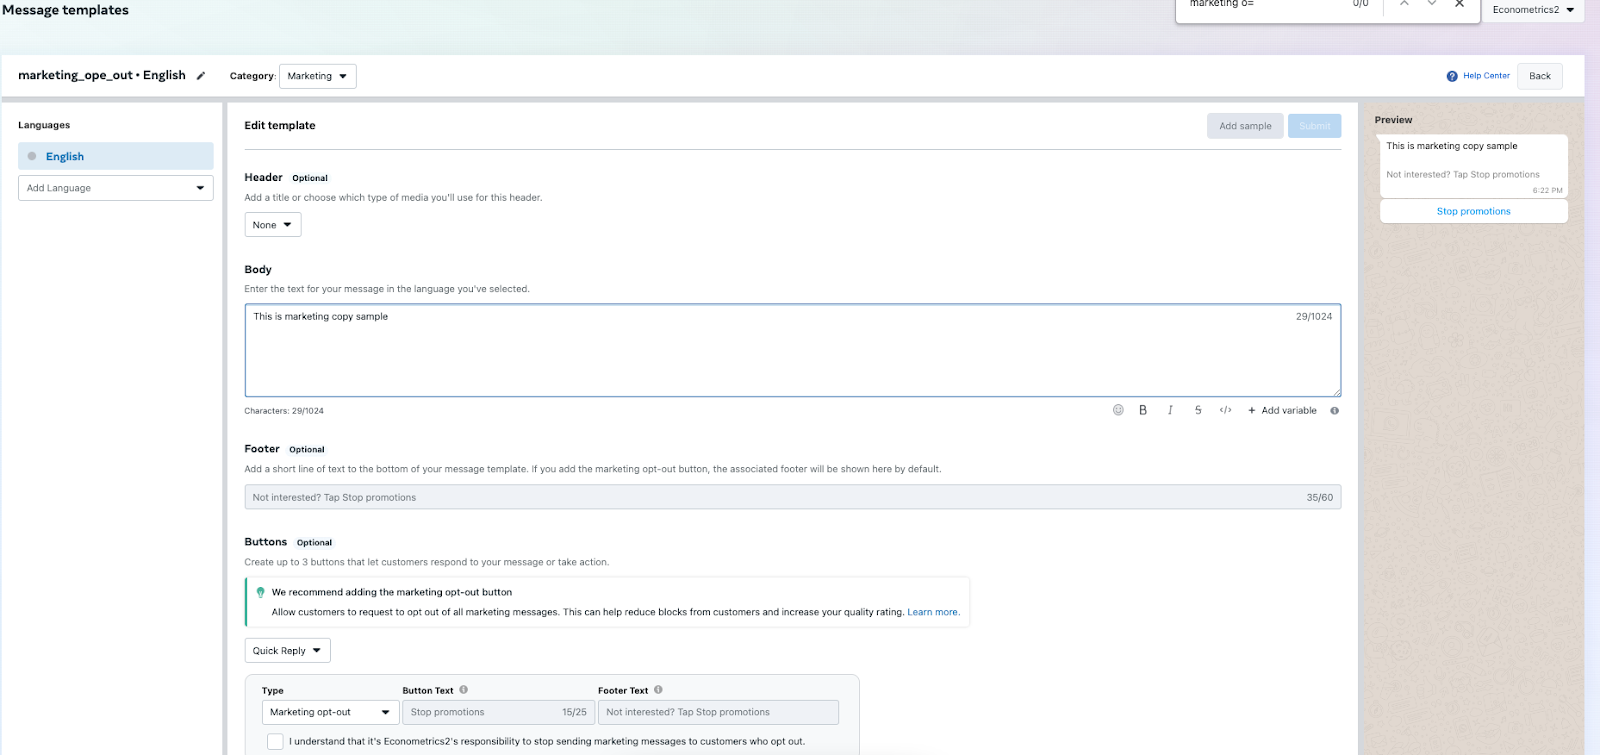 Message templates
marketing o=
0/0
Econometrics2
marketing_ope_out • English
Category:
Marketing
Help Center
Back
Languages
English
Add Language
Edit template
Add sample
Submit
Header Optional
Add a title or choose which type of media you'll use for this header.
None
Body
Enter the text for your message in the language you've selected.
This is marketing copy sample
29/1024
Characters: 29/1024
B I S </> + Add variable
Footer Optional
Add a short line of text to the bottom of your message template. If you add the marketing opt-out button, the associated footer will be shown here by default.
Not interested? Tap Stop promotions
35/60
Buttons Optional
Create up to 3 buttons that let customers respond to your message or take action.
We recommend adding the marketing opt-out button
Allow customers to request to opt out of all marketing messages. This can help reduce blocks from customers and increase your quality rating. Learn more.
Quick Reply
Type
Button Text
Footer Text
Marketing opt-out
Stop promotions
15/25
Not interested? Tap Stop promotions
I understand that it's Econometrics2's responsibility to stop sending marketing messages to customers who opt out.
Preview
This is marketing copy sample
Not interested? Tap Stop promotions
6:22 PM
Stop promotions